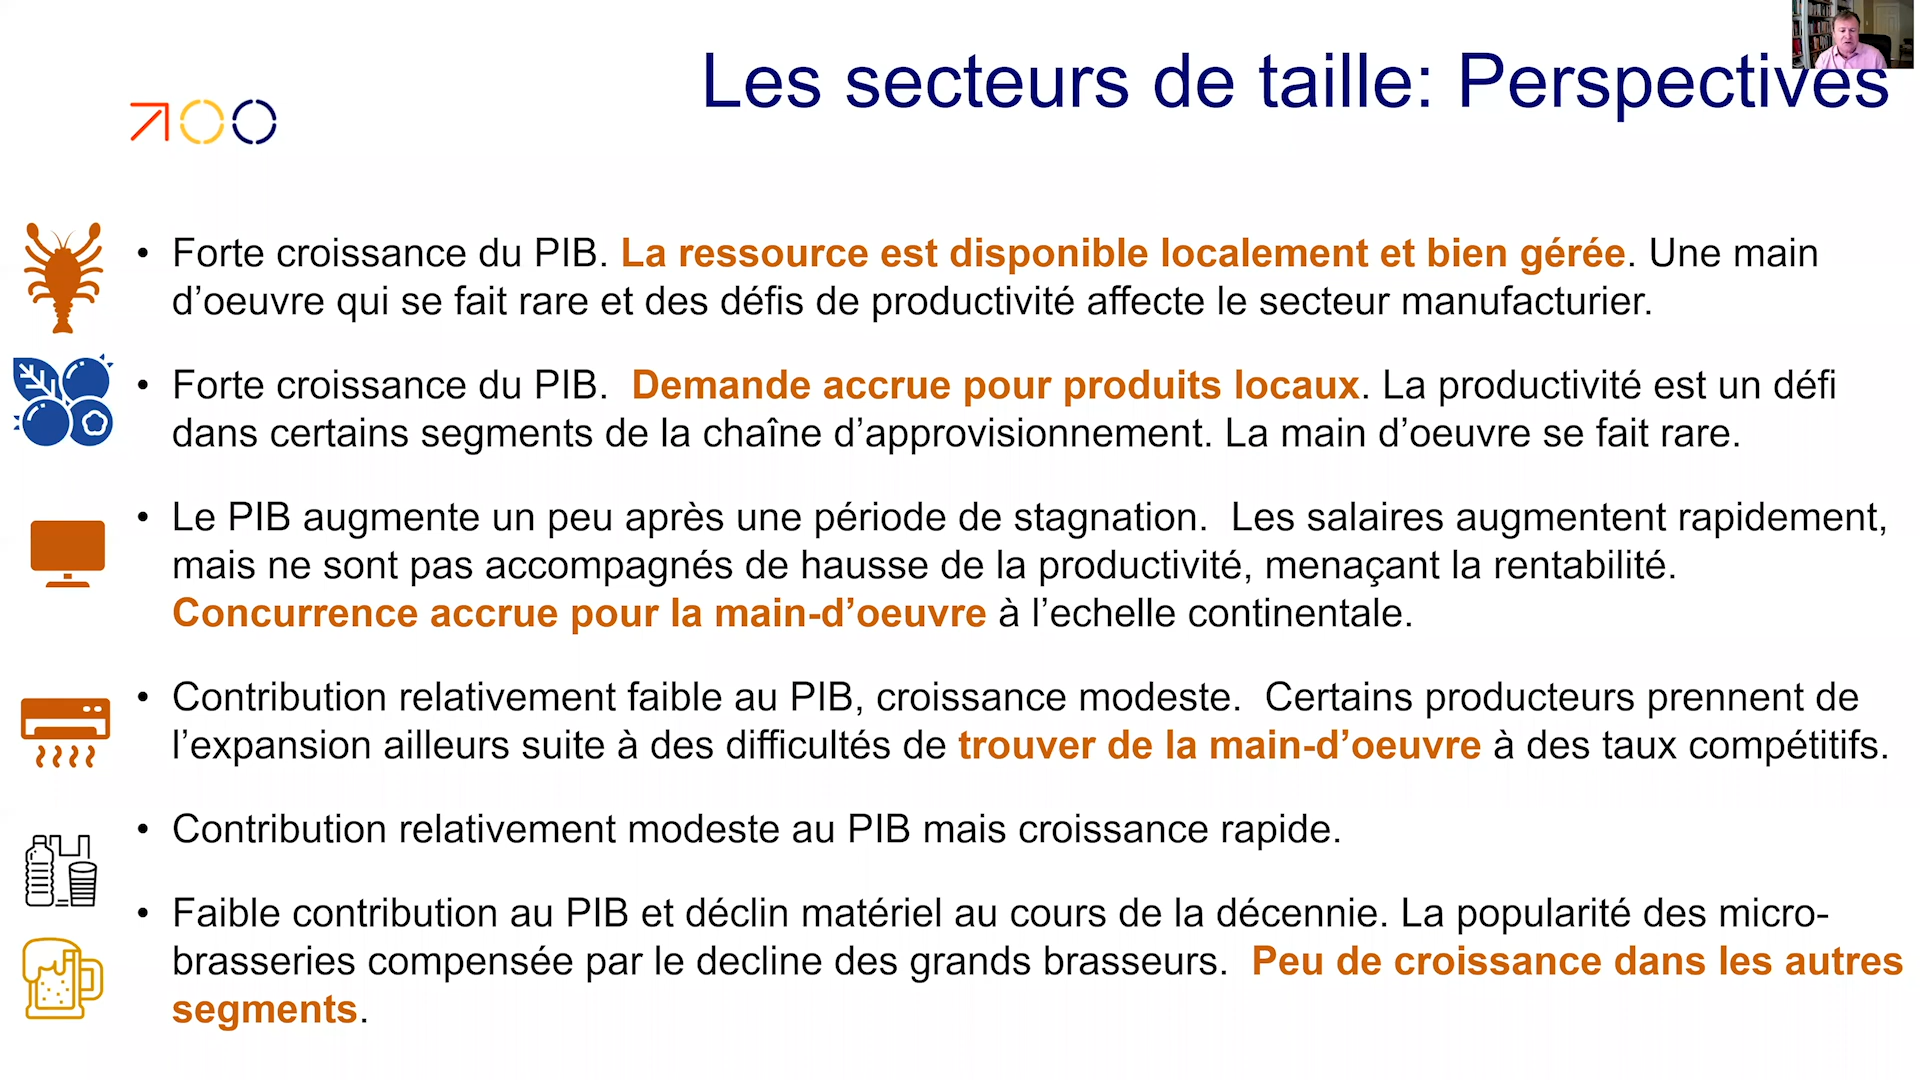 Les secteurs de taille: Perspectives
• Forte croissance du PIB. La ressource est disponible localement et bien gérée. Une main
d’oeuvre qui se fait rare et des défis de productivité affecte le secteur manufacturier.
• Forte croissance du PIB. Demande accrue pour produits locaux. La productivité est un défi
dans certains segments de la chaîne d’approvisionnement. La main d’oeuvre se fait rare.
• Le PIB augmente un peu après une période de stagnation. Les salaires augmentent rapidement,
mais ne sont pas accompagnés de hausse de la productivité, menaçant la rentabilité.
Concurrence accrue pour la main-d’oeuvre à l’echelle continentale.
• Contribution relativement faible au PIB, croissance modeste. Certains producteurs prennent de
l’expansion ailleurs suite à des difficultés de trouver de la main-d’oeuvre à des taux compétitifs.
• Contribution relativement modeste au PIB mais croissance rapide.
• Faible contribution au PIB et déclin matériel au cours de la décennie. La popularité des micro-
brasseries compensée par le decline des grands brasseurs. Peu de croissance dans les autres
segments.